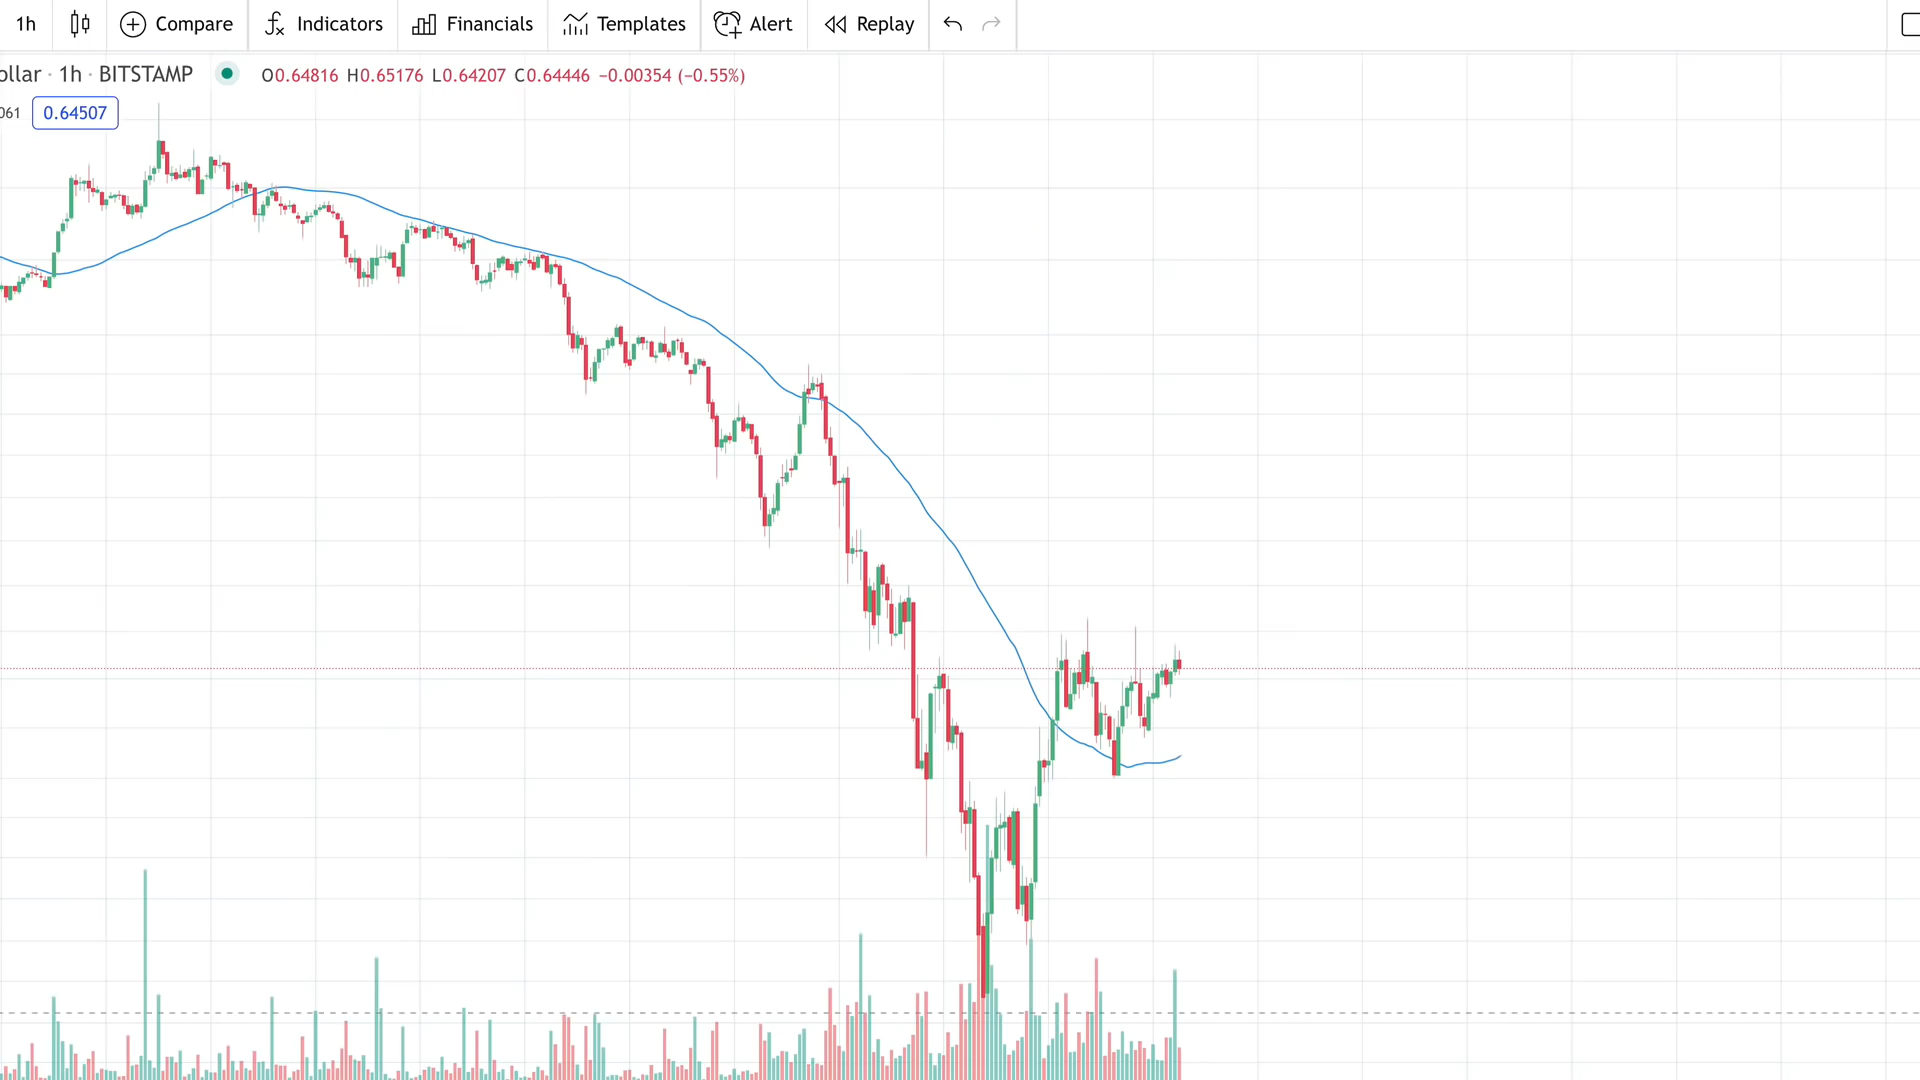 1h Compare Indicators Financials Templates Alert Replay
ollar · 1h · BITSTAMP O0.64816 H0.65176 L0.64207 C0.64446 −0.00354 (−0.55%)
061 0.64507